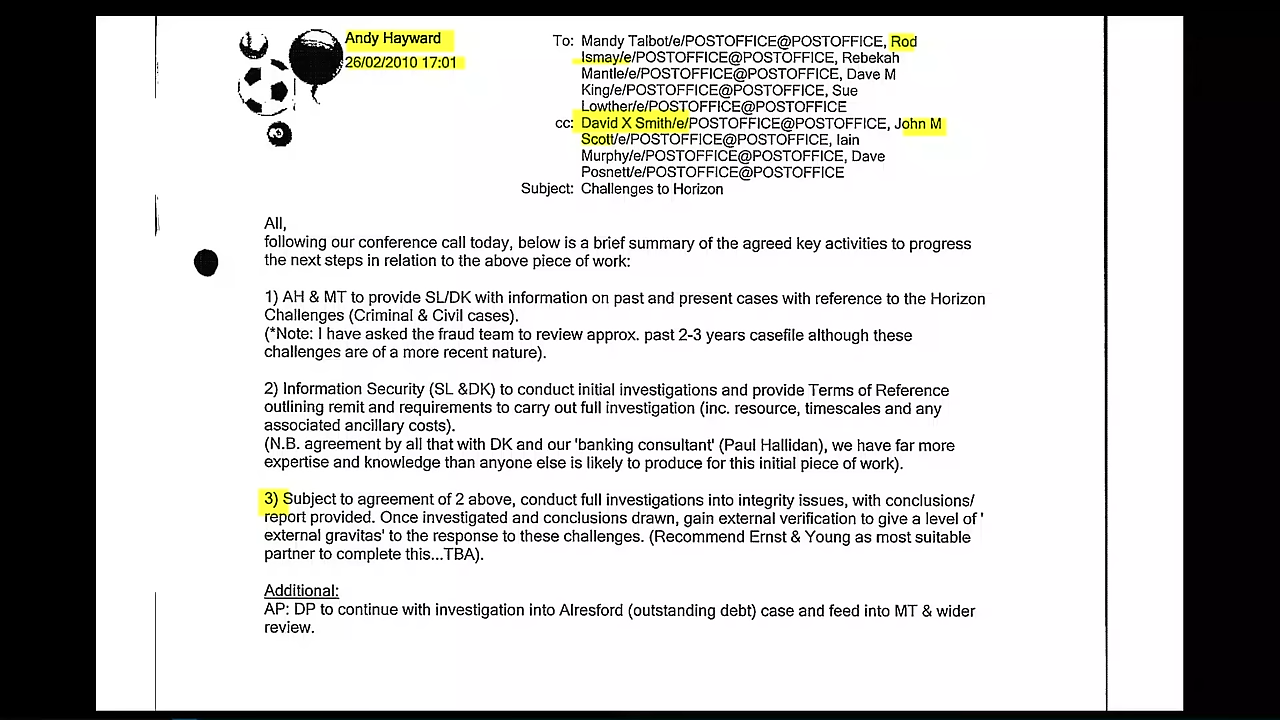 Andy Hayward
26/02/2010 17:01
To: Mandy Talbot/e/POSTOFFICE@POSTOFFICE, Rod
Ismay/e/POSTOFFICE@POSTOFFICE, Rebekah
Mantle/e/POSTOFFICE@POSTOFFICE, Dave M
King/e/POSTOFFICE@POSTOFFICE, Sue
Lowther/e/POSTOFFICE@POSTOFFICE
cc: David X Smith/e/POSTOFFICE@POSTOFFICE, John M
Scott/e/POSTOFFICE@POSTOFFICE, Iain
Murphy/e/POSTOFFICE@POSTOFFICE, Dave
Posnett/e/POSTOFFICE@POSTOFFICE
Subject: Challenges to Horizon
All,
following our conference call today, below is a brief summary of the agreed key activities to progress
the next steps in relation to the above piece of work:
1) AH & MT to provide SL/DK with information on past and present cases with reference to the Horizon
Challenges (Criminal & Civil cases).
(*Note: I have asked the fraud team to review approx. past 2-3 years casefile although these
challenges are of a more recent nature).
2) Information Security (SL &DK) to conduct initial investigations and provide Terms of Reference
outlining remit and requirements to carry out full investigation (inc. resource, timescales and any
associated ancillary costs).
(N.B. agreement by all that with DK and our 'banking consultant' (Paul Hallidan), we have far more
expertise and knowledge than anyone else is likely to produce for this initial piece of work).
3) Subject to agreement of 2 above, conduct full investigations into integrity issues, with conclusions/
report provided. Once investigated and conclusions drawn, gain external verification to give a level of '
external gravitas' to the response to these challenges. (Recommend Ernst & Young as most suitable
partner to complete this...TBA).
Additional:
AP: DP to continue with investigation into Alresford (outstanding debt) case and feed into MT & wider
review.